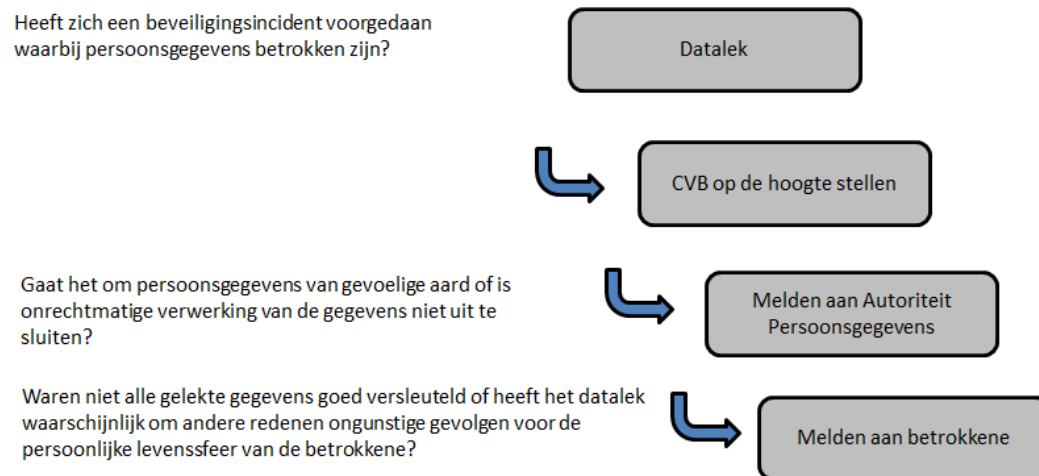 Heeft zich een beveiligingsincident voorgedaan
waarbij persoonsgegevens betrokken zijn?
Datalek
CVB op de hoogte stellen
Gaat het om persoonsgegevens van gevoelige aard of is
onrechtmatige verwerking van de gegevens niet uit te
sluiten?
Melden aan Autoriteit
Persoonsgegevens
Waren niet alle gelekte gegevens goed versleuteld of heeft het datalek
waarschijnlijk om andere redenen ongunstige gevolgen voor de
persoonlijke levenssfeer van de betrokkene?
Melden aan betrokkene